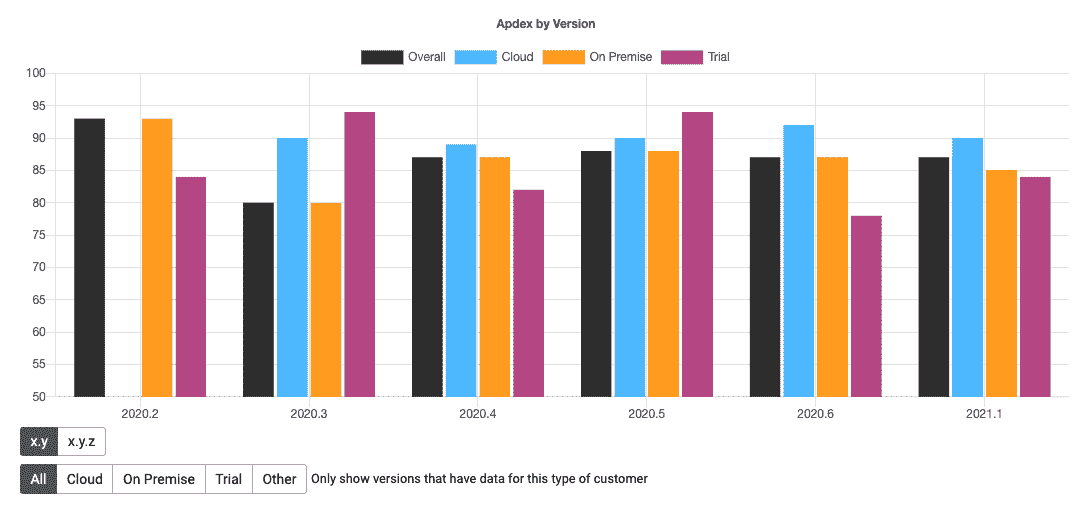 Apdex by Version
Overall Cloud On Premise Trial
100
95
90
85
80
75
70
65
60
55
50
2020.2 2020.3 2020.4 2020.5 2020.6 2021.1
x.y x.y.z
All Cloud On Premise Trial Other Only show versions that have data for this type of customer